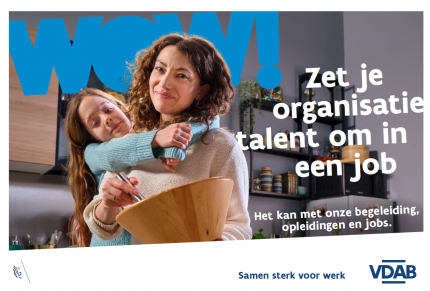 WOW!
Zet je
organisatie
talent om in
een job
Het kan met onze begeleiding,
opleidingen en jobs.
Samen sterk voor werk
VDAB